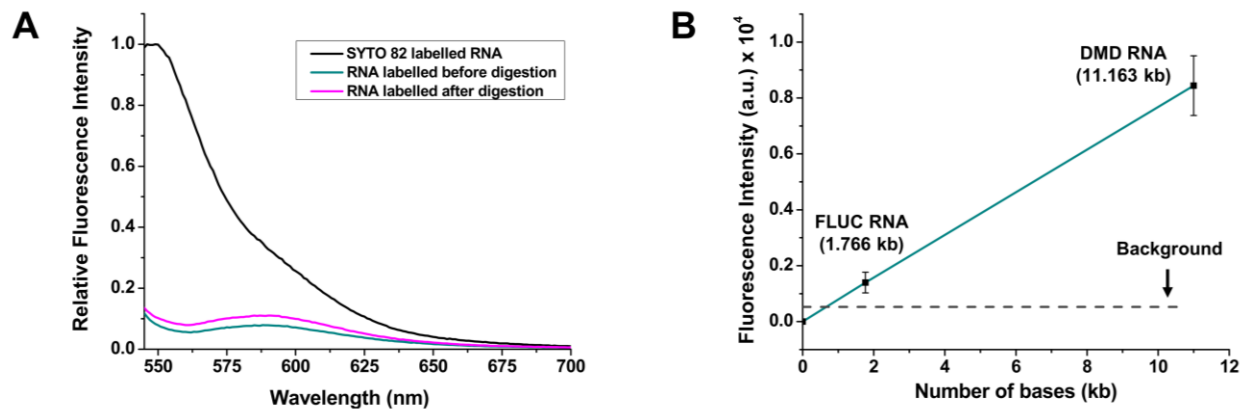 A
Relative Fluorescence Intensity
1.0
0.8
0.6
0.4
0.2
0.0
SYTO 82 labelled RNA
RNA labelled before digestion
RNA labelled after digestion
550 575 600 625 650 675 700
Wavelength (nm)
B
Fluorescence Intensity (a.u.) x 10⁴
1.0
0.8
0.6
0.4
0.2
0.0
DMD RNA
(11.163 kb)
FLUC RNA
(1.766 kb)
Background
0 2 4 6 8 10 12
Number of bases (kb)